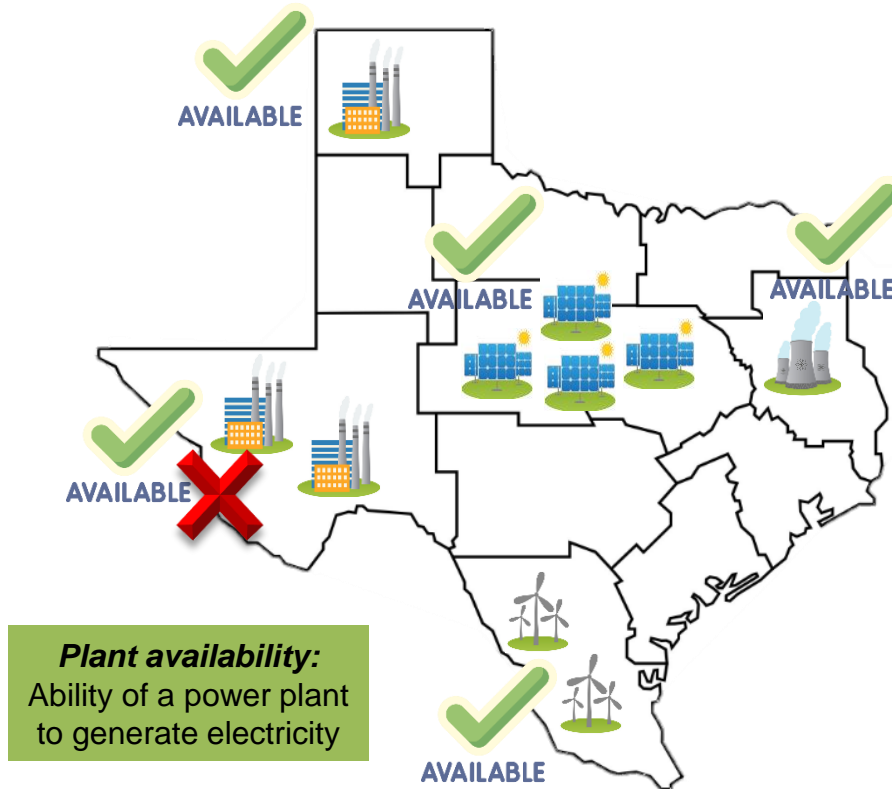 AVAILABLE
AVAILABLE
AVAILABLE
AVAILABLE
Plant availability:
Ability of a power plant
to generate electricity
AVAILABLE